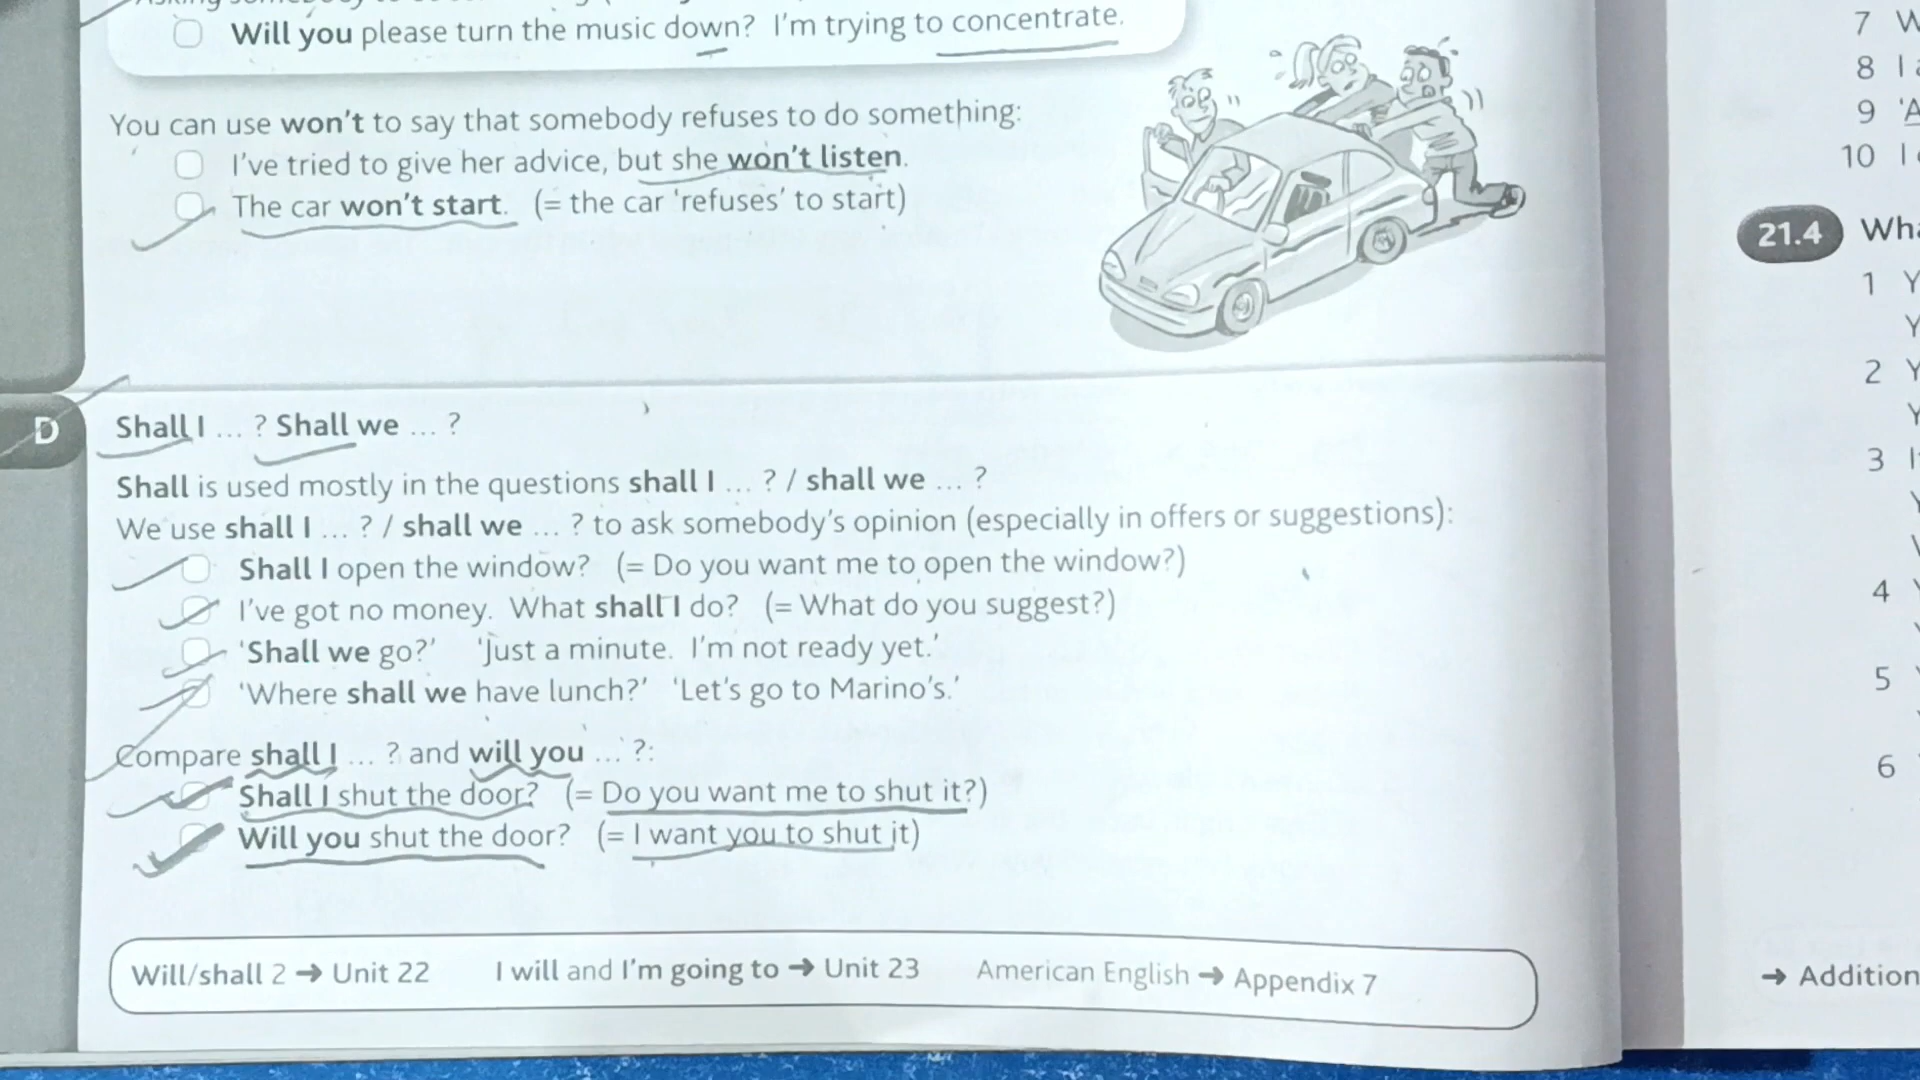 Will you please turn the music down? I'm trying to concentrate.
You can use won't to say that somebody refuses to do something:
I've tried to give her advice, but she won't listen.
The car won't start. (= the car 'refuses' to start)
D
Shall I ... ? Shall we ... ?
Shall is used mostly in the questions shall I ... ? / shall we ... ?
We use shall I ... ? / shall we ... ? to ask somebody's opinion (especially in offers or suggestions):
Shall I open the window? (= Do you want me to open the window?)
I've got no money. What shall I do? (= What do you suggest?)
'Shall we go?' 'Just a minute. I'm not ready yet.'
'Where shall we have lunch?' 'Let's go to Marino's.'
Compare shall I ... ? and will you ... ?:
Shall I shut the door? (= Do you want me to shut it?)
Will you shut the door? (= I want you to shut it)
Will/shall 2 → Unit 22 I will and I'm going to → Unit 23 American English → Appendix 7
7
8 I
9
10 I
21.4
1
2
3
4
5
6
→ Addition